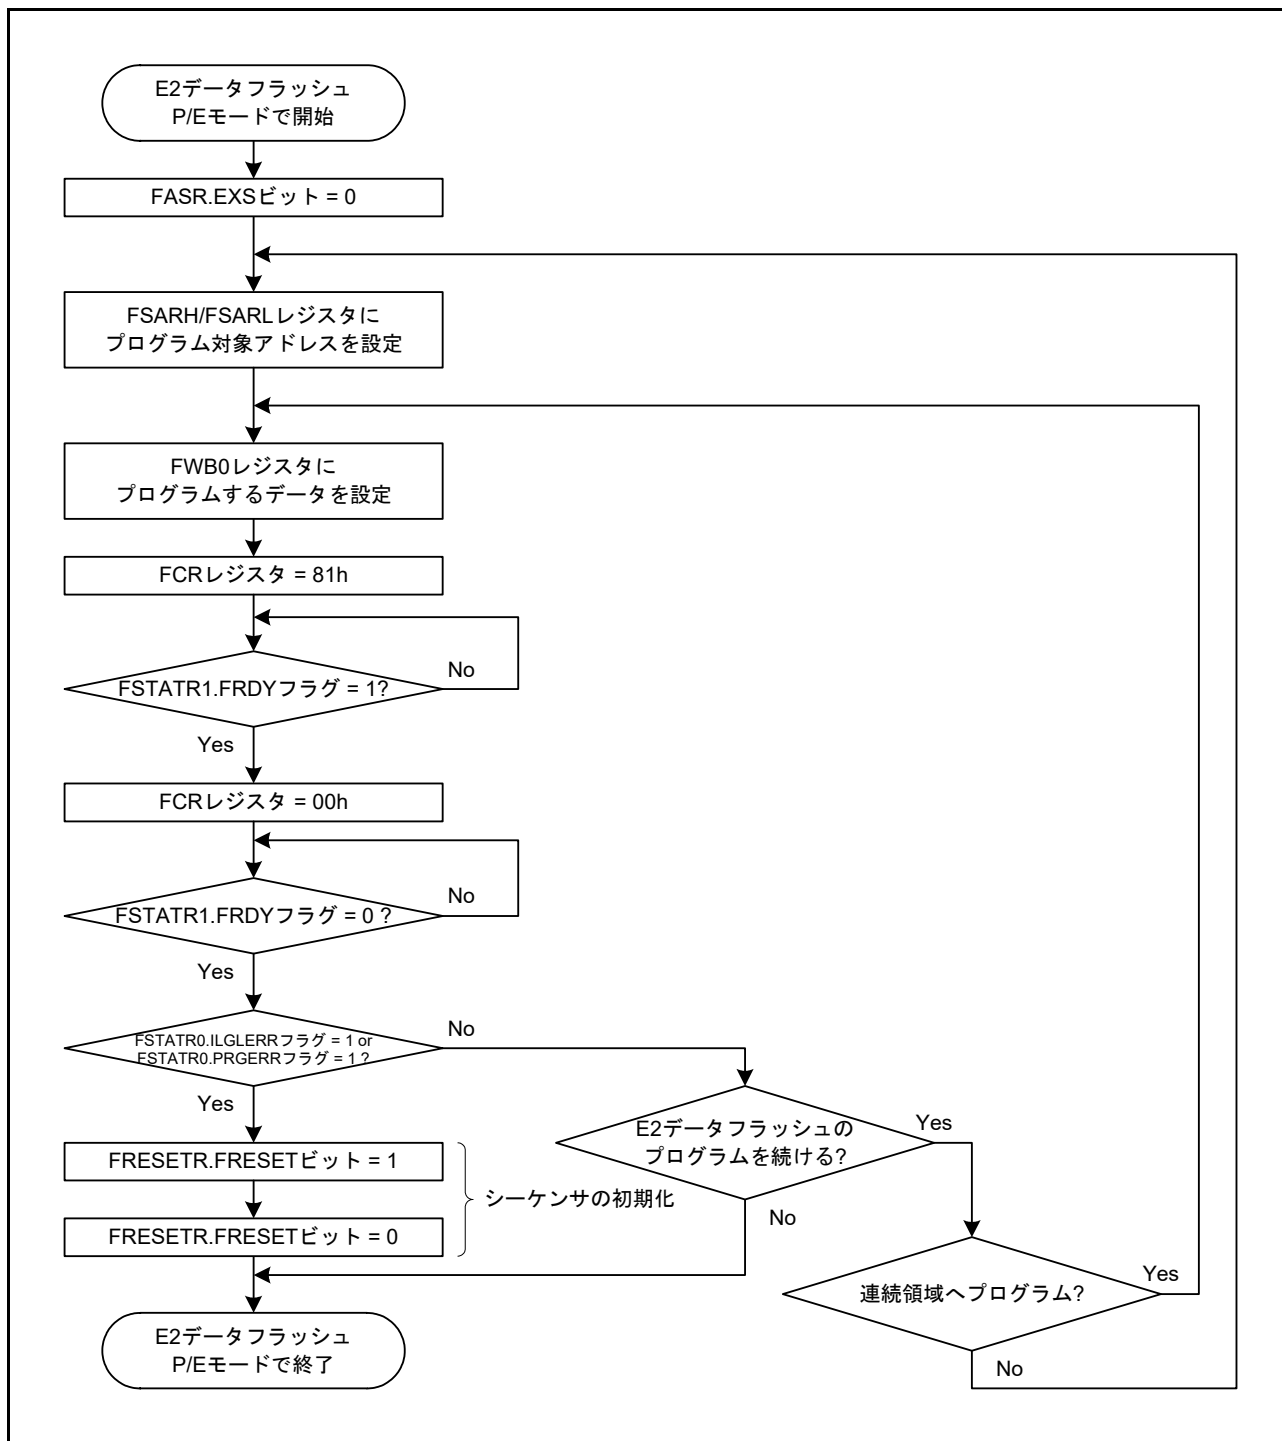 E2データフラッシュ
P/Eモードで開始
FASR.EXSビット = 0
FSARH/FSARLレジスタに
プログラム対象アドレスを設定
FWB0レジスタに
プログラムするデータを設定
FCRレジスタ = 81h
FSTATR1.FRDYフラグ = 1?
No
Yes
FCRレジスタ = 00h
FSTATR1.FRDYフラグ = 0 ?
No
Yes
FSTATR0.ILGLERRフラグ = 1 or
FSTATR0.PRGERRフラグ = 1 ?
No
Yes
E2データフラッシュの
プログラムを続ける?
Yes
No
FRESETR.FRESETビット = 1
シーケンサの初期化
FRESETR.FRESETビット = 0
連続領域へプログラム?
Yes
No
E2データフラッシュ
P/Eモードで終了